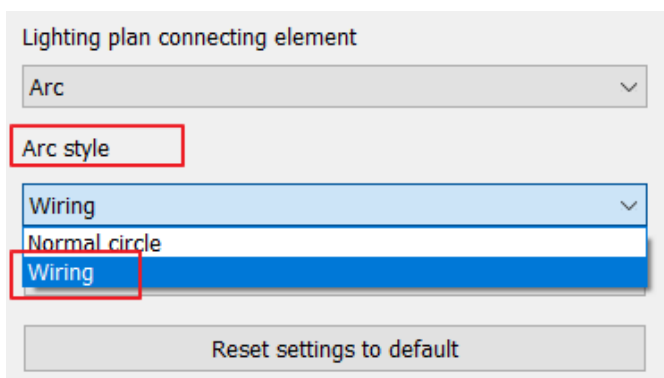 Lighting plan connecting element
Arc
Arc style
Wiring
Normal circle
Wiring
Reset settings to default